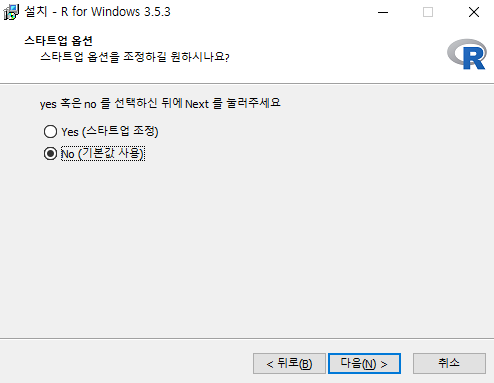 설치 - R for Windows 3.5.3
스타트업 옵션
스타트업 옵션을 조정하길 원하시나요?
R
yes 혹은 no 를 선택하신 뒤에 Next 를 눌러주세요
Yes (스타트업 조정)
No (기본값 사용)
< 뒤로(B) 다음(N) > 취소